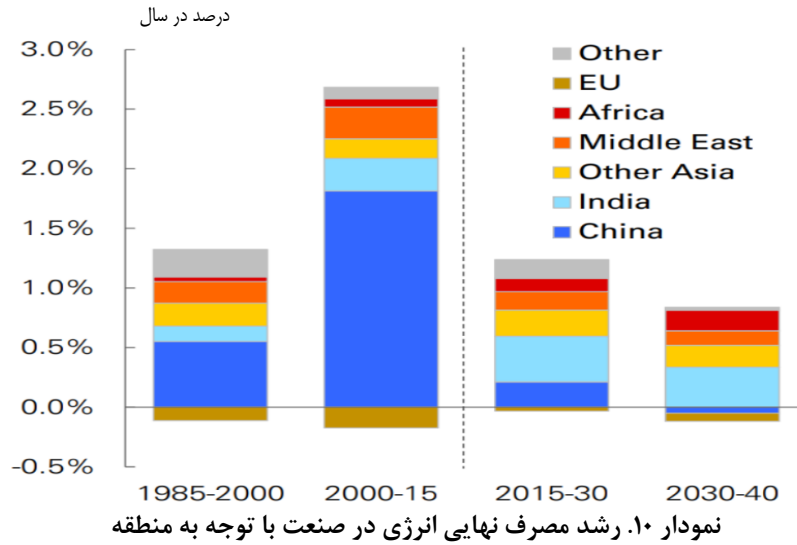 درصد در سال
3.0%
2.5%
2.0%
1.5%
1.0%
0.5%
0.0%
-0.5%
Other
EU
Africa
Middle East
Other Asia
India
China
1985-2000 2000-15 2015-30 2030-40
نمودار ۱۰. رشد مصرف نهایی انرژی در صنعت با توجه به منطقه